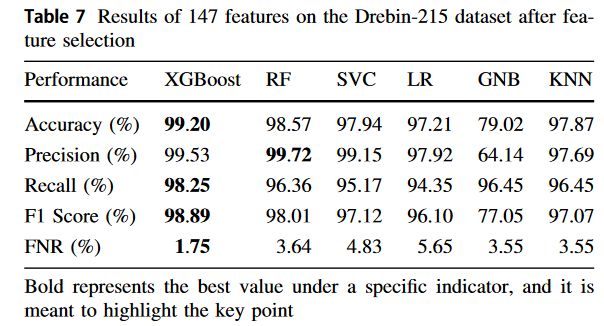 Table 7 Results of 147 features on the Drebin-215 dataset after fea-
ture selection
Performance XGBoost RF SVC LR GNB KNN
Accuracy (%) 99.20 98.57 97.94 97.21 79.02 97.87
Precision (%) 99.53 99.72 99.15 97.92 64.14 97.69
Recall (%) 98.25 96.36 95.17 94.35 96.45 96.45
F1 Score (%) 98.89 98.01 97.12 96.10 77.05 97.07
FNR (%) 1.75 3.64 4.83 5.65 3.55 3.55
Bold represents the best value under a specific indicator, and it is
meant to highlight the key point